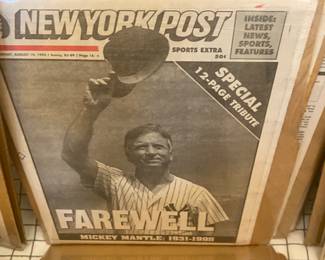 NEW YORK POST
SPORTS EXTRA
50¢
INSIDE:
LATEST
NEWS,
SPORTS,
FEATURES
SPECIAL
12-PAGE TRIBUTE
FAREWELL
MICKEY MANTLE: 1931-1995